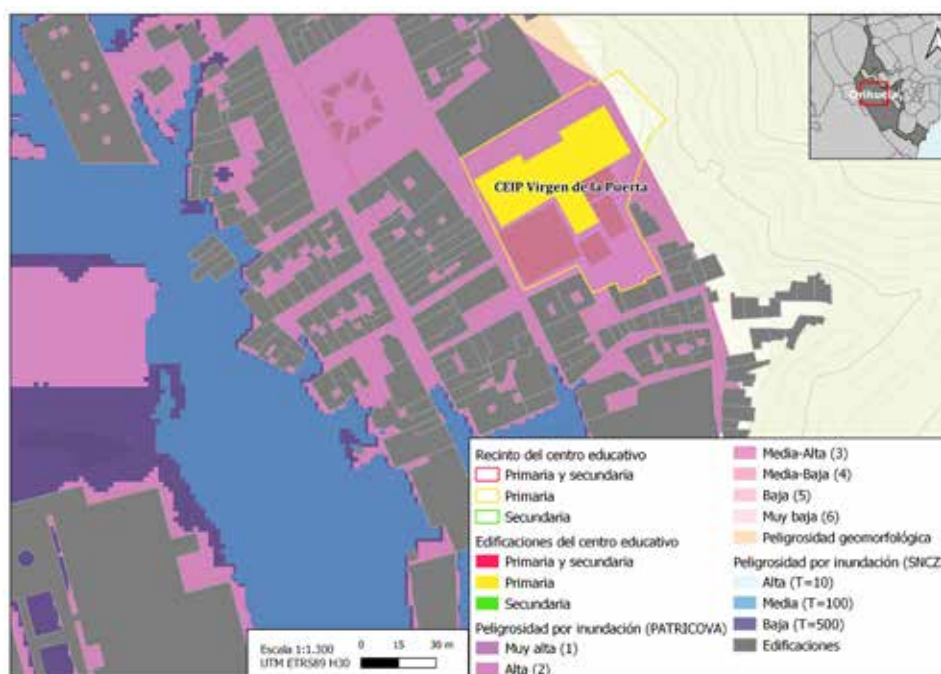 Orihuela
CEIP Virgen de la Puerta
Recinto del centro educativo
Primaria y secundaria
Primaria
Secundaria
Edificaciones del centro educativo
Primaria y secundaria
Primaria
Secundaria
Peligrosidad por inundación (PATRICOVA)
Muy alta (1)
Alta (2)
Media-Alta (3)
Media-Baja (4)
Baja (5)
Muy baja (6)
Peligrosidad geomorfológica
Peligrosidad por inundación (SNCZ
Alta (T=10)
Media (T=100)
Baja (T=500)
Edificaciones
Escala 1:1.300
UTM ETRS89 H30
0 15 30 m